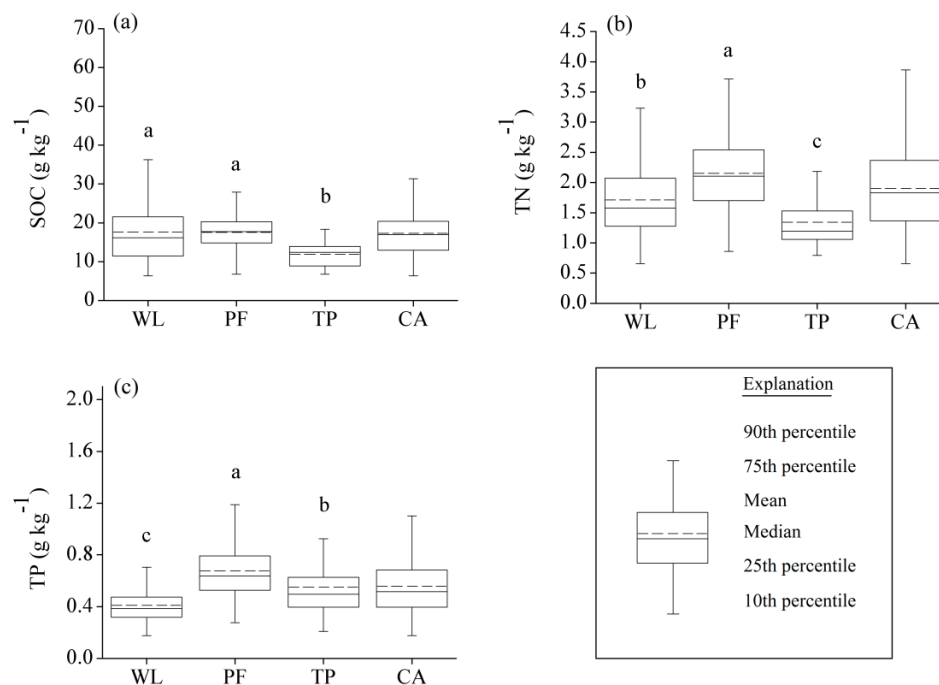 (a)
70
60
50
40
30
20
10
0
SOC (g kg⁻¹)
a
a
b
WL PF TP CA
(b)
4.5
4.0
3.5
3.0
2.5
2.0
1.5
1.0
0.5
0.0
TN (g kg⁻¹)
b
a
c
WL PF TP CA
(c)
2.0
1.6
1.2
0.8
0.4
0.0
TP (g kg⁻¹)
c
a
b
WL PF TP CA
Explanation
90th percentile
75th percentile
Mean
Median
25th percentile
10th percentile